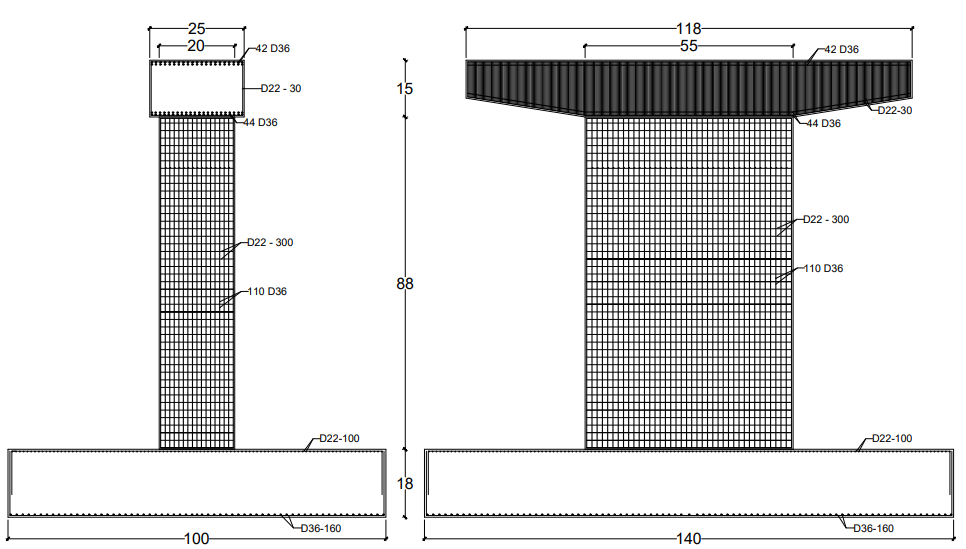 25
20
42 D36
D22 - 30
44 D36
D22 - 300
110 D36
D22-100
D36-160
100
15
88
18
118
55
42 D36
D22-30
44 D36
D22 - 300
110 D36
D22-100
D36-160
140